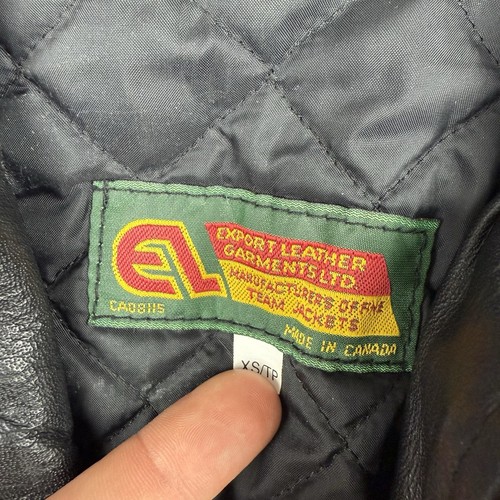 EL
EXPORT LEATHER
GARMENTS LTD.
MANUFACTURERS OF FINE
TEAM JACKETS
CA08115
MADE IN CANADA
XS/TP